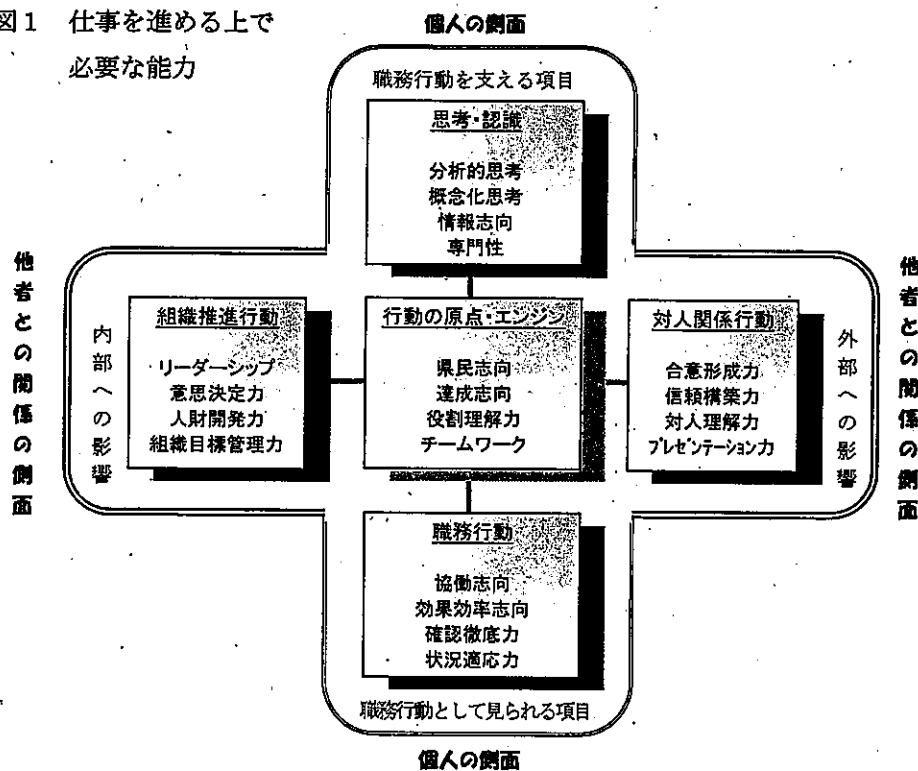 図1 仕事を進める上で
必要な能力
個人の側面
職務行動を支える項目
思考・認識
分析的思考
概念化思考
情報志向
専門性
他者との関係の側面
内部への影響
組織推進行動
リーダーシップ
意思決定力
人財開発力
組織目標管理力
行動の原点・エンジン
県民志向
達成志向
役割理解力
チームワーク
対人関係行動
合意形成力
信頼構築力
対人理解力
プレゼンテーション力
外部への影響
他者との関係の側面
職務行動
協働志向
効果効率志向
確認徹底力
状況適応力
職務行動として見られる項目
個人の側面